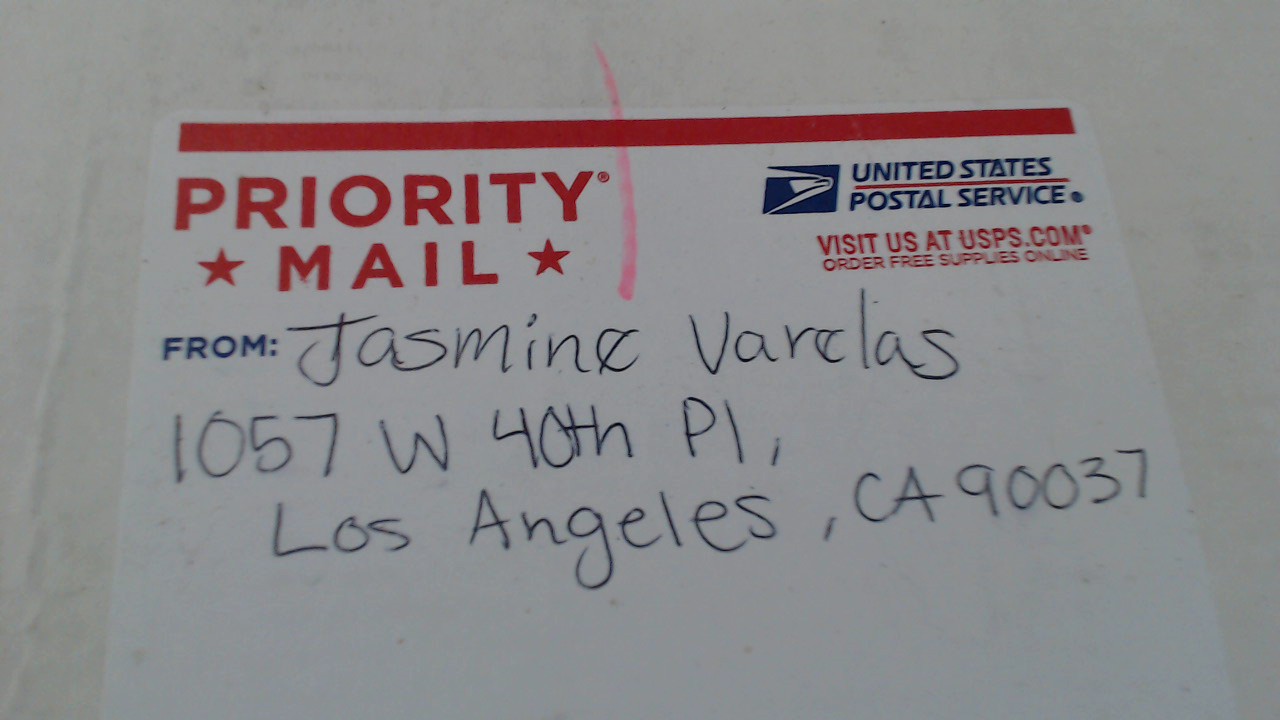 PRIORITY®
★ MAIL ★
UNITED STATES
POSTAL SERVICE®
VISIT US AT USPS.COM®
ORDER FREE SUPPLIES ONLINE
FROM: Jasmine Varelas
1057 W 40th Pl,
Los Angeles, CA 90037